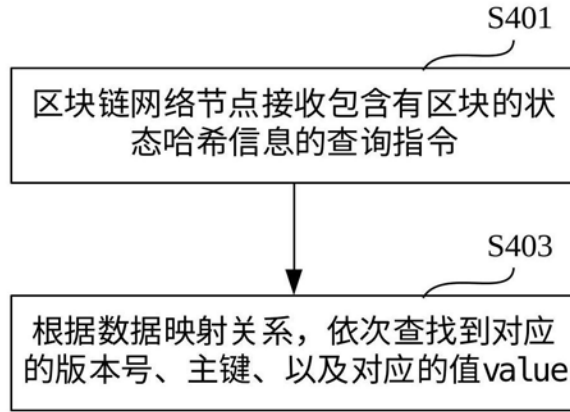 S401
区块链网络节点接收包含有区块的状
态哈希信息的查询指令
S403
根据数据映射关系，依次查找到对应
的版本号、主键、以及对应的值value